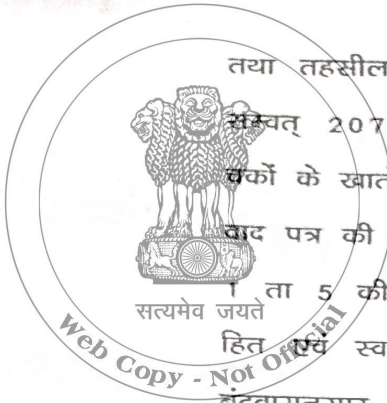 तथा तहसील
सम्वत् 207
चकों के खात
वाद पत्र की
1 ता 5 की
हित एवं स्व
सत्यमेव जयते
Web Copy - Not Official